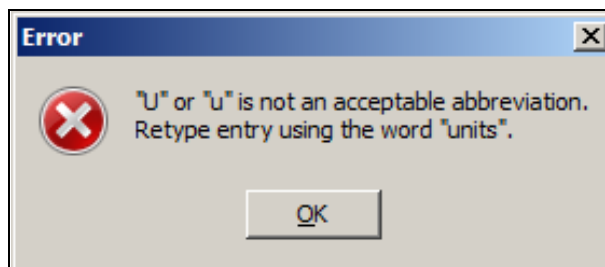 Error
"U" or "u" is not an acceptable abbreviation.
Retype entry using the word "units".
OK